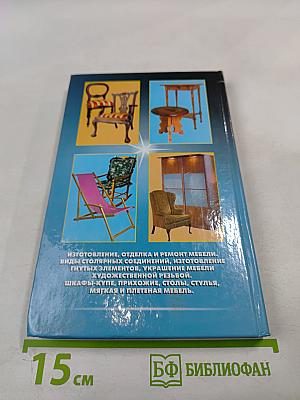 ИЗГОТОВЛЕНИЕ, ОТДЕЛКА И РЕМОНТ МЕБЕЛИ.
ВИДЫ СТОЛЯРНЫХ СОЕДИНЕНИЙ, ИЗГОТОВЛЕНИЕ
ГНУТЫХ ЭЛЕМЕНТОВ, УКРАШЕНИЕ МЕБЕЛИ
ХУДОЖЕСТВЕННОЙ РЕЗЬБОЙ.
ШКАФЫ-КУПЕ, ПРИХОЖИЕ, СТОЛЫ, СТУЛЬЯ,
МЯГКАЯ И ПЛЕТЕНАЯ МЕБЕЛЬ.
15 см
БФ БИБЛИОФАН